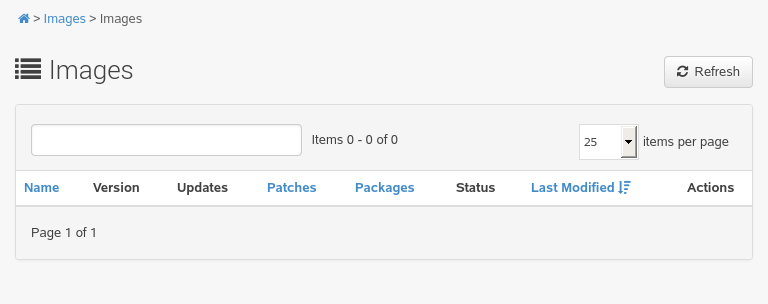 > Images > Images
Images
Refresh
Items 0 - 0 of 0
25 items per page
Name Version Updates Patches Packages Status Last Modified Actions
Page 1 of 1